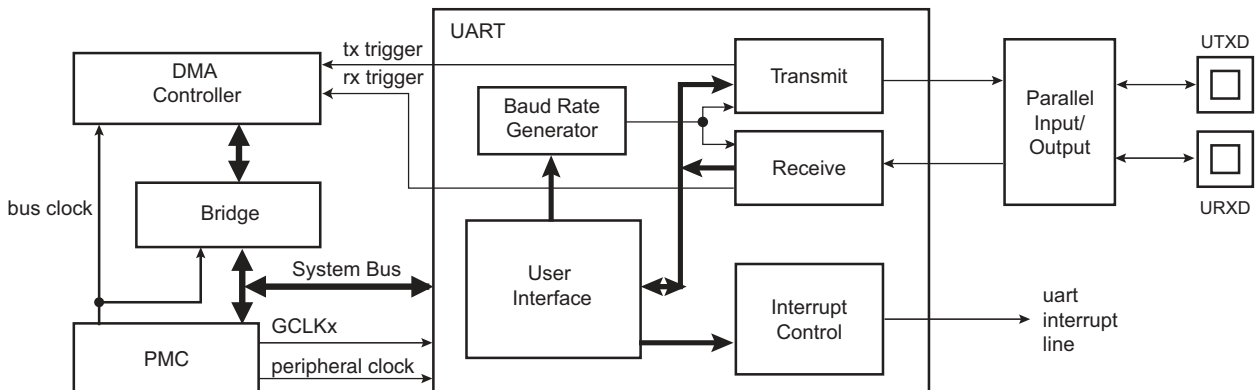 UART
UTXD
tx trigger
DMA
Controller
rx trigger
Transmit
Baud Rate
Generator
Parallel
Input/
Output
Receive
bus clock
Bridge
URXD
System Bus
User
Interface
Interrupt
Control
uart
interrupt
line
GCLKx
PMC
peripheral clock